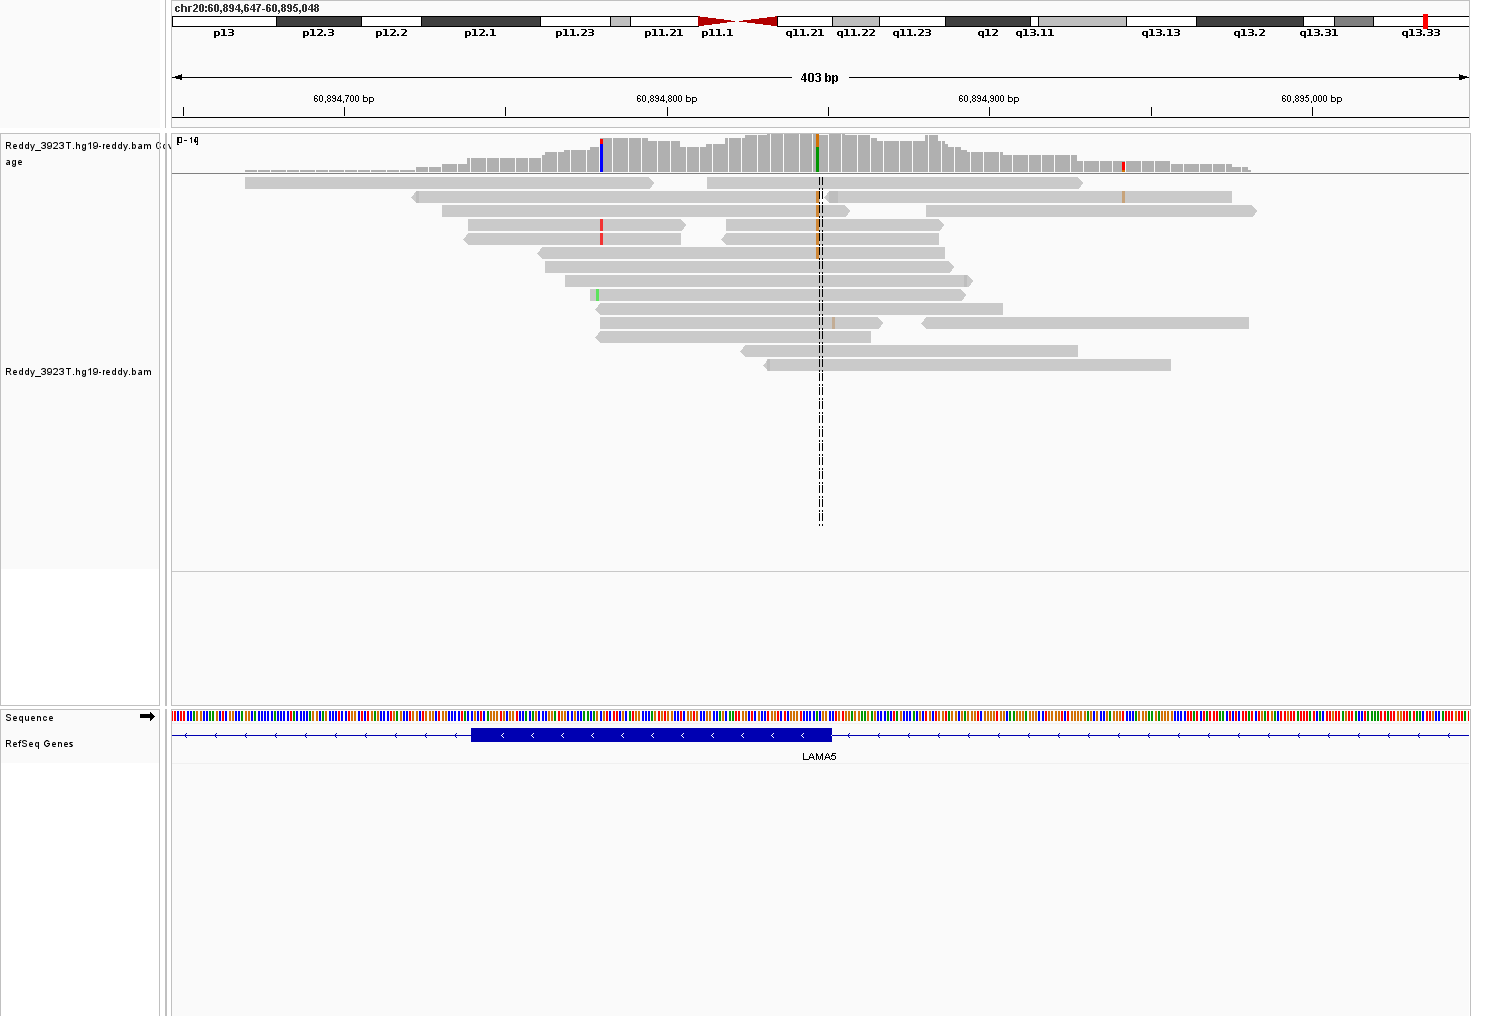 chr20:60,894,647-60,895,048
p13 p12.3 p12.2 p12.1 p11.23 p11.21 p11.1 q11.21 q11.22 q11.23 q12 q13.11 q13.13 q13.2 q13.31 q13.33
403 bp
60,894,700 bp 60,894,800 bp 60,894,900 bp 60,895,000 bp
Reddy_3923T.hg19-reddy.bam Cov
age
Reddy_3923T.hg19-reddy.bam
Sequence
RefSeq Genes
LAMA5